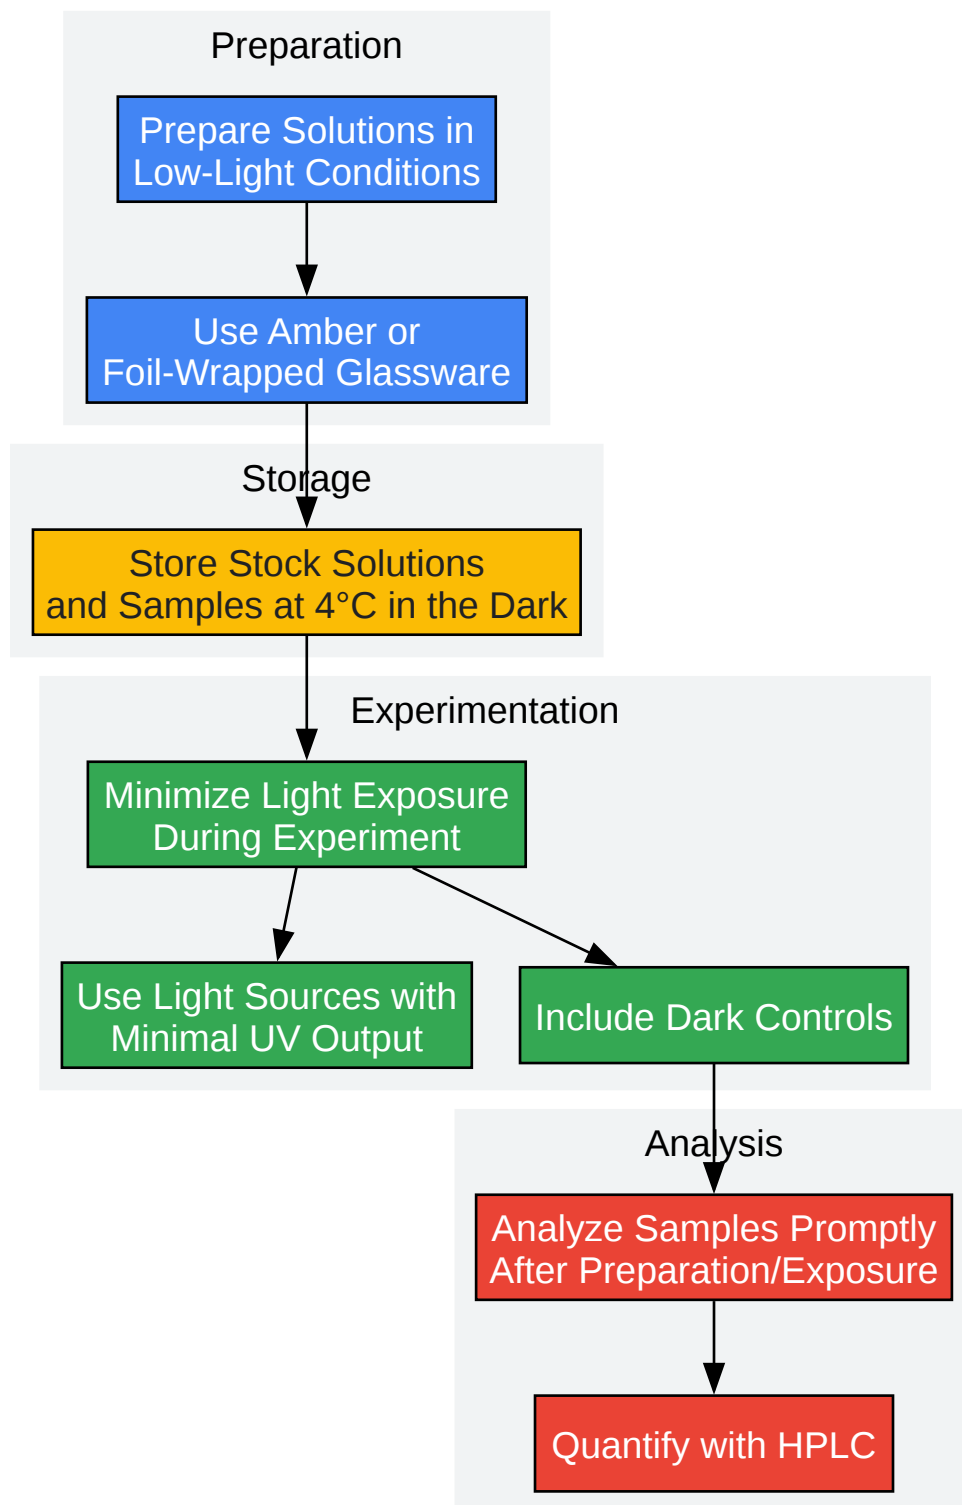 Preparation
Prepare Solutions in
Low-Light Conditions
Use Amber or
Foil-Wrapped Glassware
Storage
Store Stock Solutions
and Samples at 4°C in the Dark
Experimentation
Minimize Light Exposure
During Experiment
Use Light Sources with
Minimal UV Output
Include Dark Controls
Analysis
Analyze Samples Promptly
After Preparation/Exposure
Quantify with HPLC